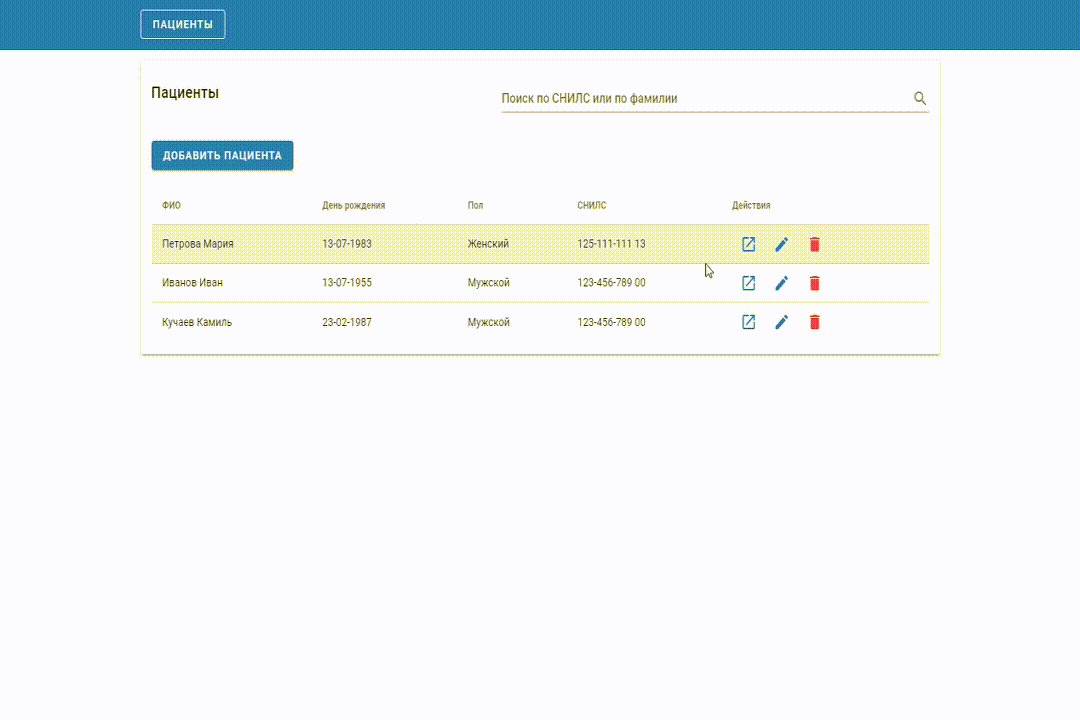 ПАЦИЕНТЫ
Пациенты
Поиск по СНИЛС или по фамилии
ДОБАВИТЬ ПАЦИЕНТА
ФИО День рождения Пол СНИЛС Действия
Петрова Мария 13-07-1983 Женский 125-111-111 13
Иванов Иван 13-07-1955 Мужской 123-456-789 00
Кучаев Камиль 23-02-1987 Мужской 123-456-789 00